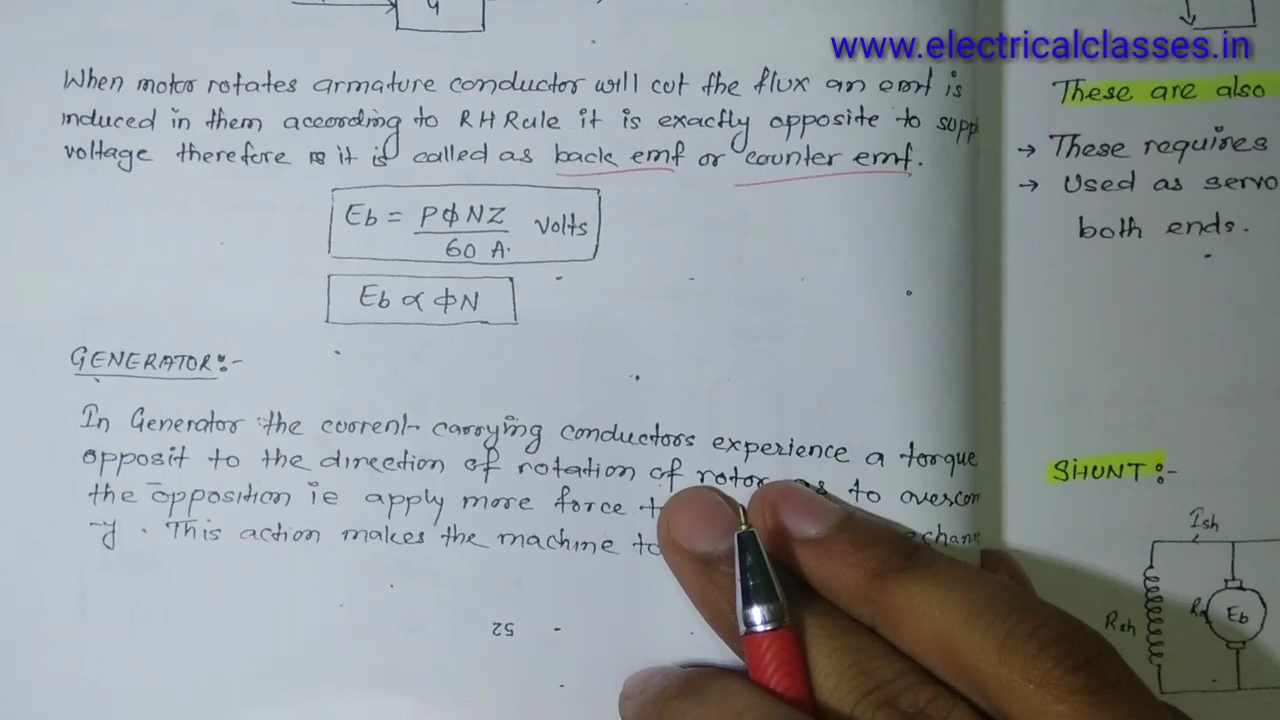 www.electricalclasses.in
When motor rotates armature conductor will cut the flux an emf is
induced in them according to RH Rule it is exactly opposite to supp
voltage therefore it is called as back emf or counter emf.
Eb = PΦNZ / 60 A. volts
Eb ∝ ΦN
GENERATOR:-
In Generator the current carrying conductors experience a torque
opposit to the direction of rotation of rotor as to overcom
the opposition ie apply more force
-y. This action makes the machine to echan
52
These are also
→ These requires
→ Used as servo
both ends.
SHUNT:-
Ish
Rsh
Eb